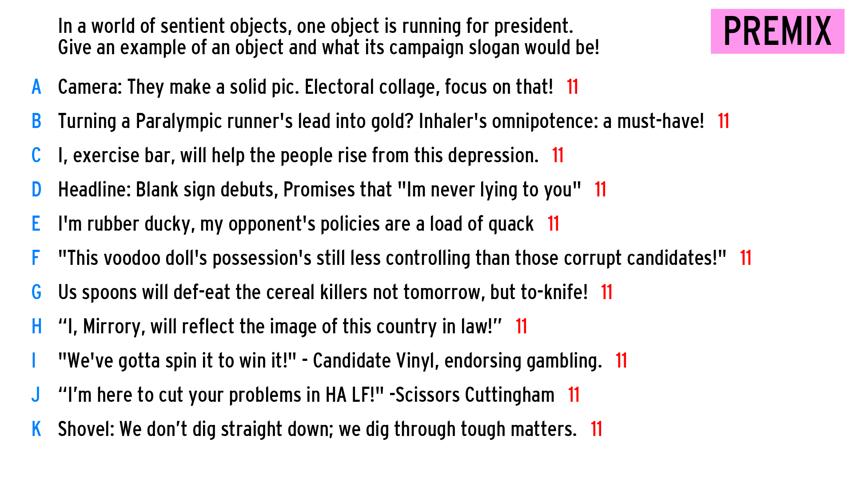 In a world of sentient objects, one object is running for president.
Give an example of an object and what its campaign slogan would be!
PREMIX
A Camera: They make a solid pic. Electoral collage, focus on that! 11
B Turning a Paralympic runner's lead into gold? Inhaler's omnipotence: a must-have! 11
C I, exercise bar, will help the people rise from this depression. 11
D Headline: Blank sign debuts, Promises that "Im never lying to you" 11
E I'm rubber ducky, my opponent's policies are a load of quack 11
F "This voodoo doll's possession's still less controlling than those corrupt candidates!" 11
G Us spoons will def-eat the cereal killers not tomorrow, but to-knife! 11
H “I, Mirrory, will reflect the image of this country in law!” 11
I "We've gotta spin it to win it!" - Candidate Vinyl, endorsing gambling. 11
J “I’m here to cut your problems in HA LF!" -Scissors Cuttingham 11
K Shovel: We don’t dig straight down; we dig through tough matters. 11